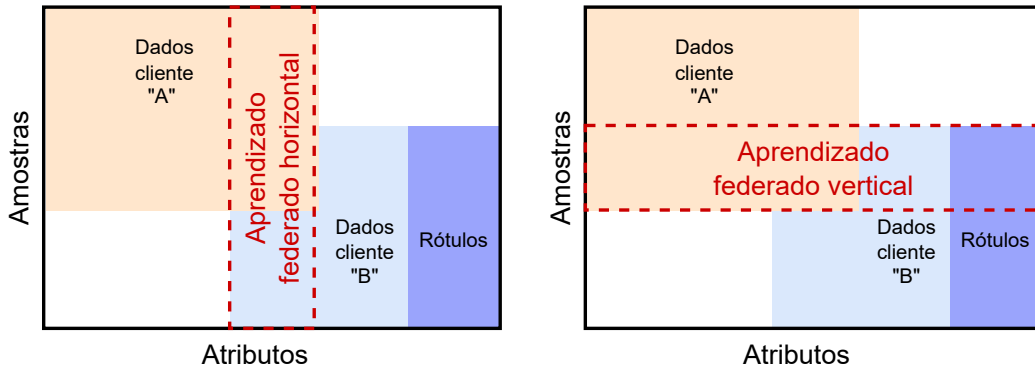 Dados
cliente
"A"
Aprendizado
federado horizontal
Dados
cliente
"B"
Rótulos
Amostras
Atributos
Dados
cliente
"A"
Aprendizado
federado vertical
Dados
cliente
"B"
Rótulos
Amostras
Atributos